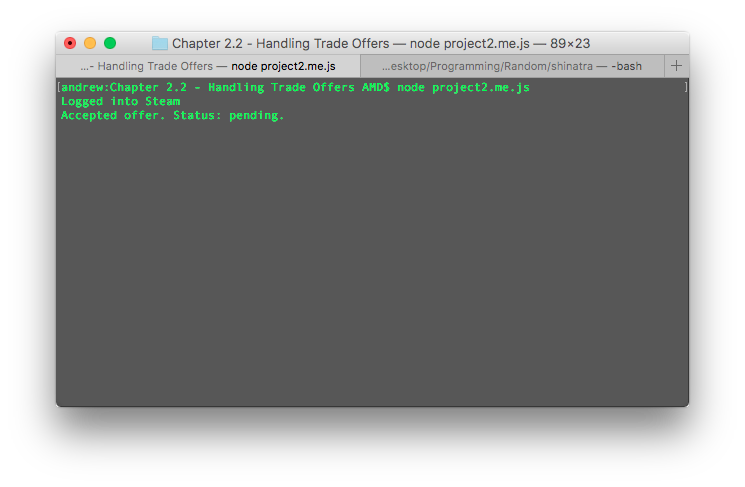 Chapter 2.2 - Handling Trade Offers — node project2.me.js — 89×23
...- Handling Trade Offers — node project2.me.js
...esktop/Programming/Random/shinatra — -bash
+
[andrew:Chapter 2.2 - Handling Trade Offers AMD$ node project2.me.js ]
Logged into Steam
Accepted offer. Status: pending.